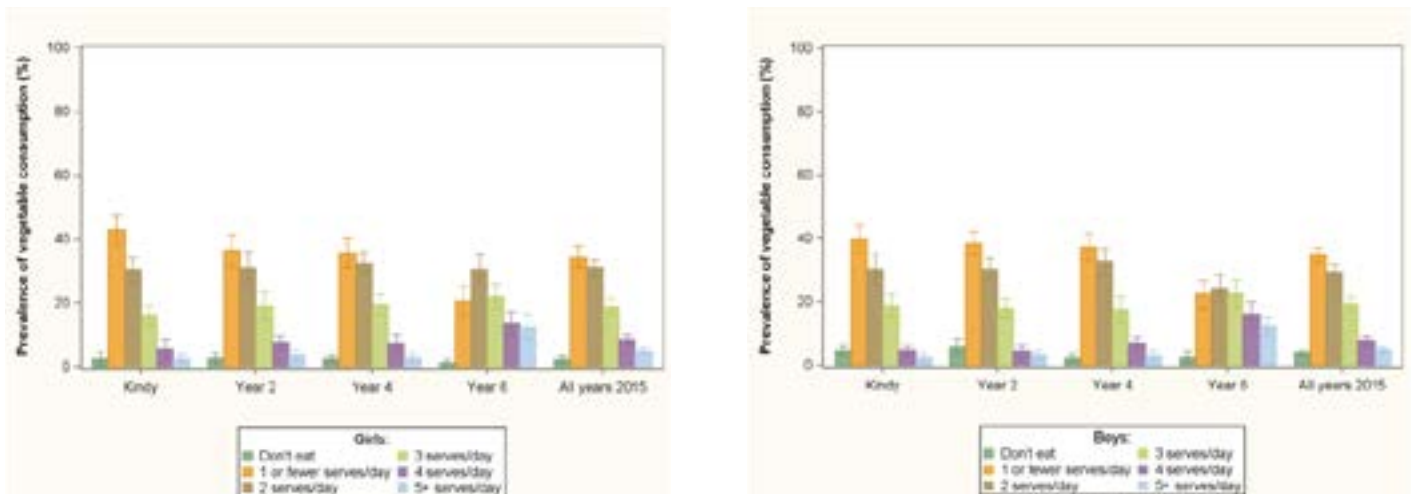 Prevalence of vegetable consumption (%)
100
80
60
40
20
0
Kindy
Year 2
Year 4
Year 6
All years 2015
Girls:
Don't eat
1 or fewer serves/day
2 serves/day
3 serves/day
4 serves/day
5+ serves/day
Prevalence of vegetable consumption (%)
100
80
60
40
20
0
Kindy
Year 2
Year 4
Year 6
All years 2015
Boys:
Don't eat
1 or fewer serves/day
2 serves/day
3 serves/day
4 serves/day
5+ serves/day